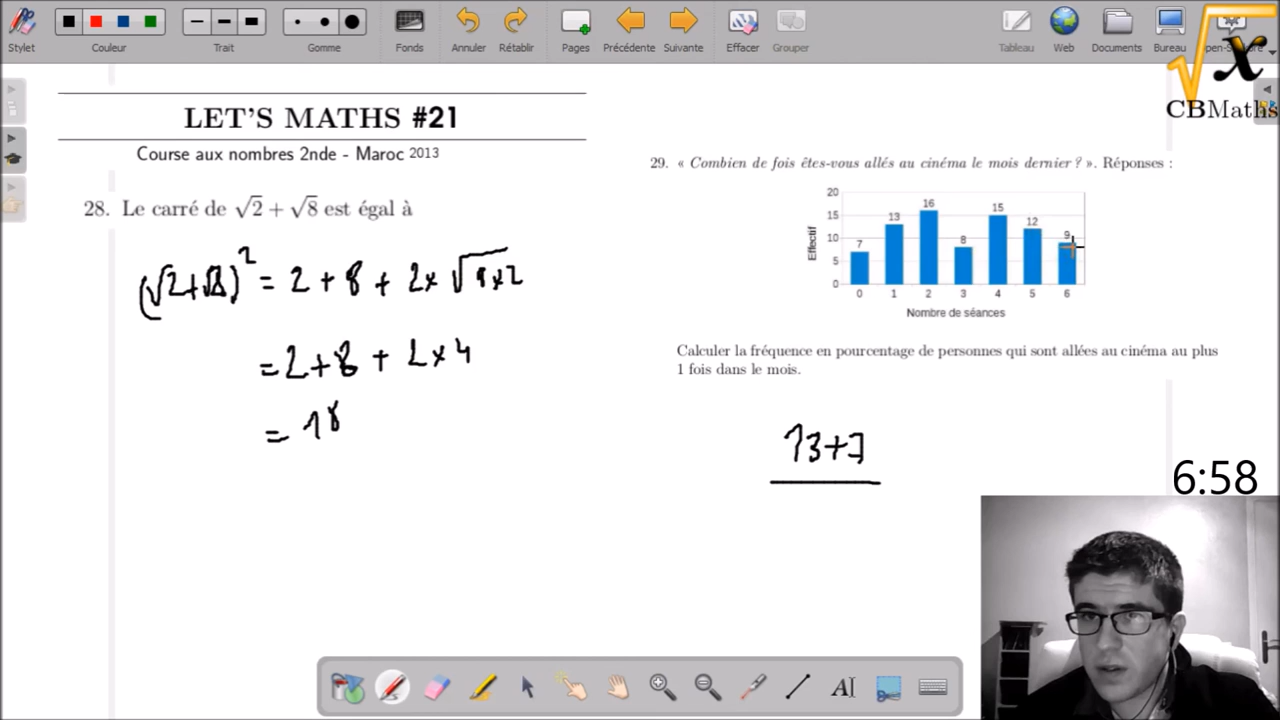 Stylet
Couleur
Trait
Gomme
Fonds
Annuler
Rétablir
Pages
Précédente
Suivante
Effacer
Grouper
Tableau
Web
Documents
Bureau
√x
CBMaths
LET'S MATHS #21
Course aux nombres 2nde - Maroc 2013
28. Le carré de √2 + √8 est égal à
(√2+√8)² = 2 + 8 + 2× √8×2
= 2+8 + 2×4
= 18
29. « Combien de fois êtes-vous allés au cinéma le mois dernier ? ». Réponses :
Effectif
20
15
10
5
0
7
13
16
8
15
12
9
0 1 2 3 4 5 6
Nombre de séances
Calculer la fréquence en pourcentage de personnes qui sont allées au cinéma au plus
1 fois dans le mois.
13+7
6:58
AI